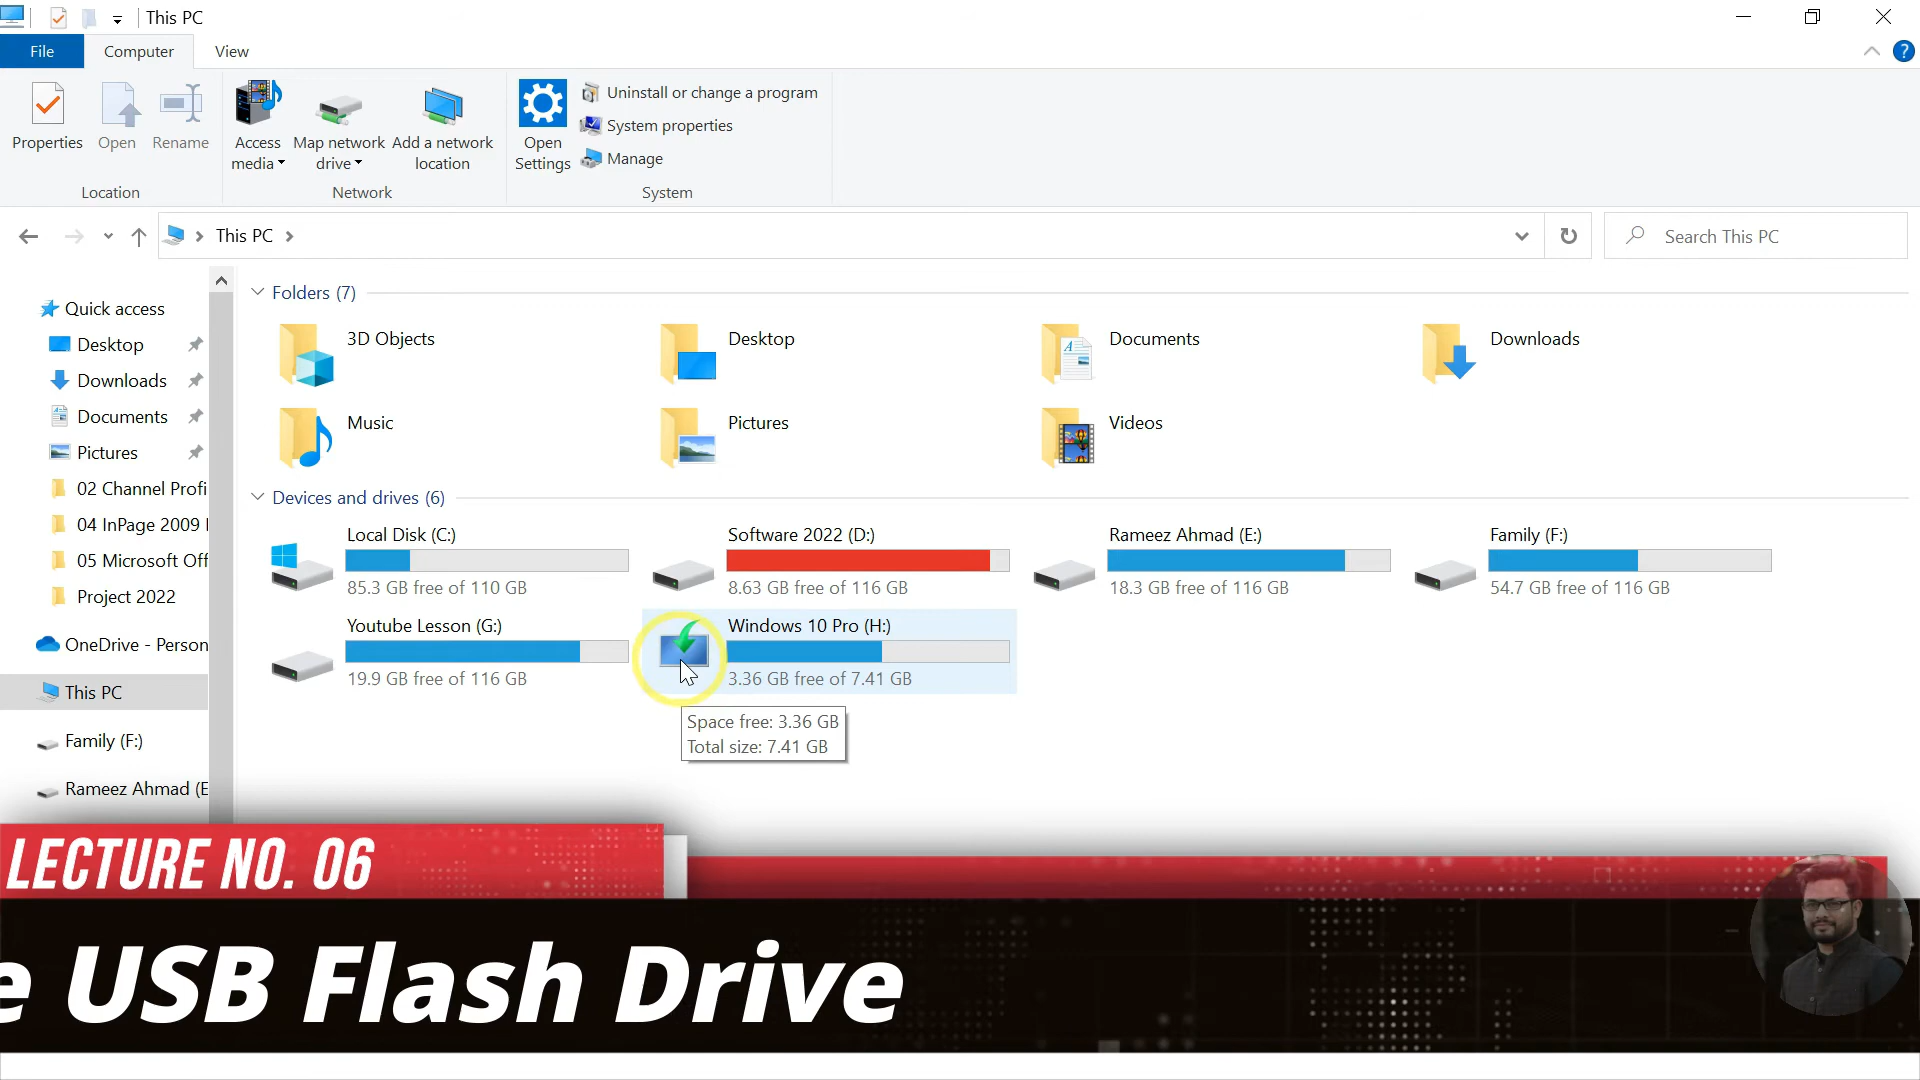 This PC
File
Computer
View
Properties
Open
Rename
Access
media
Map network
drive
Add a network
location
Open
Settings
Uninstall or change a program
System properties
Manage
Location
Network
System
This PC
Search This PC
Quick access
Desktop
Downloads
Documents
Pictures
02 Channel Profi
04 InPage 2009
05 Microsoft Off
Project 2022
OneDrive - Person
This PC
Family (F:)
Rameez Ahmad (E
Folders (7)
3D Objects
Desktop
Documents
Downloads
Music
Pictures
Videos
Devices and drives (6)
Local Disk (C:)
85.3 GB free of 110 GB
Software 2022 (D:)
8.63 GB free of 116 GB
Rameez Ahmad (E:)
18.3 GB free of 116 GB
Family (F:)
54.7 GB free of 116 GB
Youtube Lesson (G:)
19.9 GB free of 116 GB
Windows 10 Pro (H:)
3.36 GB free of 7.41 GB
Space free: 3.36 GB
Total size: 7.41 GB
LECTURE NO. 06
e USB Flash Drive